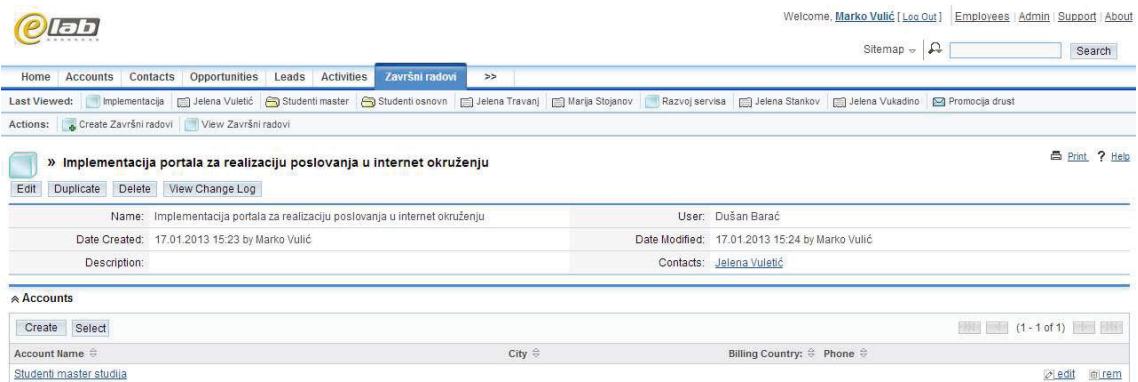 elab
Welcome, Marko Vulić [ Log Out ] Employees | Admin | Support | About
Sitemap Search
Home Accounts Contacts Opportunities Leads Activities Završni radovi >>
Last Viewed: Implementacija Jelena Vuletić Studenti master Studenti osnovn Jelena Travanj Marija Stojanov Razvoj servisa Jelena Stankov Jelena Vukadino Promocija drust
Actions: Create Završni radovi View Završni radovi
» Implementacija portala za realizaciju poslovanja u internet okruženju Print ? Help
Edit Duplicate Delete View Change Log
Name: Implementacija portala za realizaciju poslovanja u internet okruženju User: Dušan Barać
Date Created: 17.01.2013 15:23 by Marko Vulić Date Modified: 17.01.2013 15:24 by Marko Vulić
Description: Contacts: Jelena Vuletić
Accounts
Create Select (1 - 1 of 1)
Account Name City Billing Country: Phone
Studenti master studija edit rem